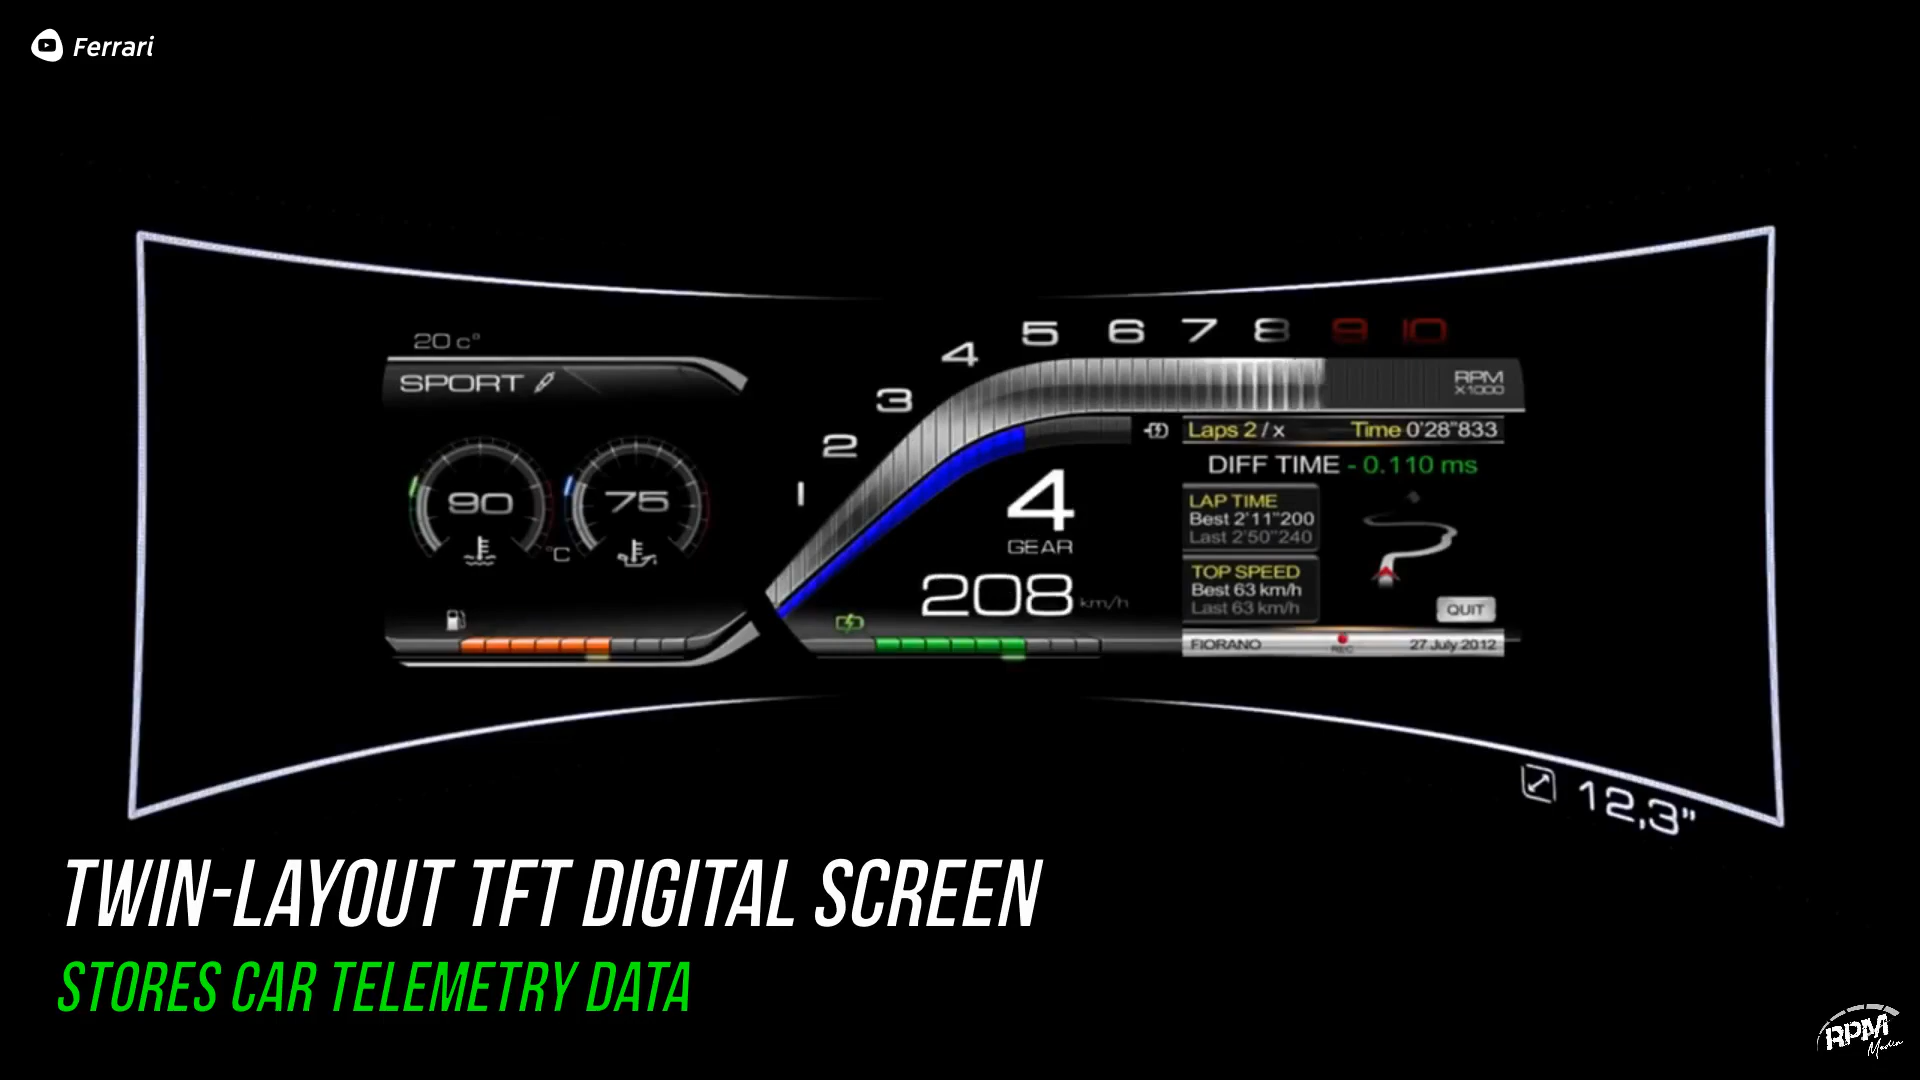 Ferrari
20 c°
SPORT
90
75
°C
1
2
3
4
5
6
7
8
9
10
RPM
X1000
4
GEAR
208 km/h
Laps 2 / x Time 0'28"833
DIFF TIME - 0.110 ms
LAP TIME
Best 2'11"200
Last 2'50"240
TOP SPEED
Best 63 km/h
Last 63 km/h
QUIT
FIORANO REC 27 July 2012
12,3"
TWIN-LAYOUT TFT DIGITAL SCREEN
STORES CAR TELEMETRY DATA
RPM